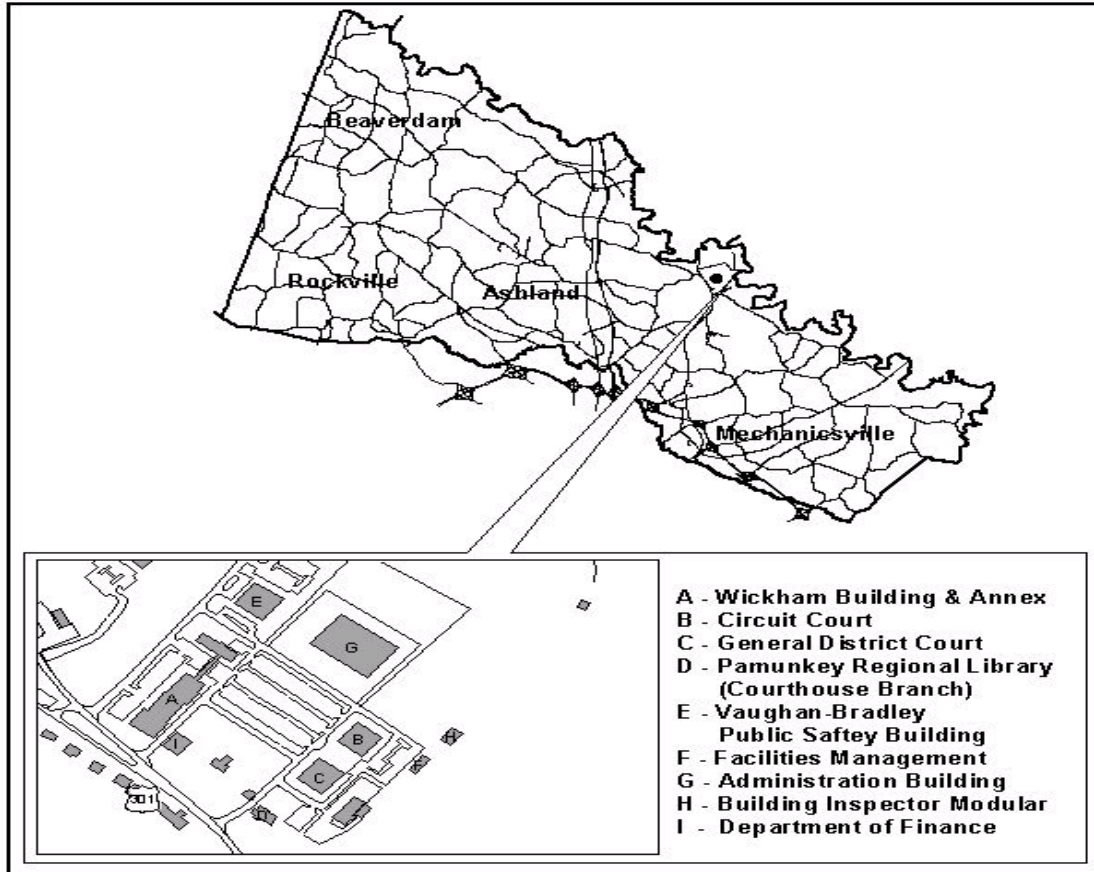 Beaverdam
Rockville
Ashland
Mechanicsville
E
G
A
I
B
H
C
F
D
301
A - Wickham Building & Annex
B - Circuit Court
C - General District Court
D - Pamunkey Regional Library
(Courthouse Branch)
E - Vaughan-Bradley
Public Saftey Building
F - Facilities Management
G - Administration Building
H - Building Inspector Modular
I - Department of Finance